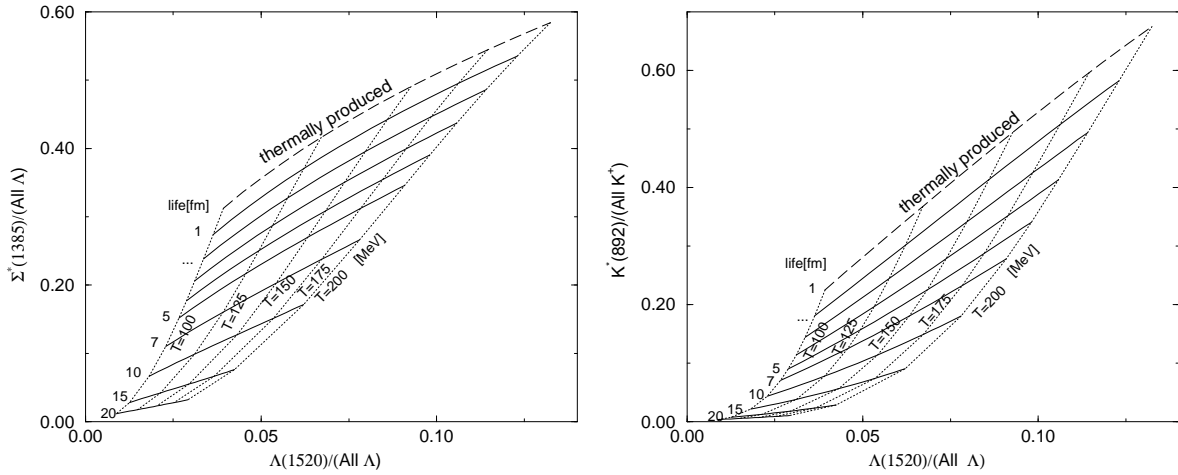 0.60
0.40
0.20
0.00
0.00
0.05
0.10
Σ*(1385)/(All Λ)
Λ(1520)/(All Λ)
thermally produced
life[fm]
1
...
5
7
10
15
20
T=100
T=125
T=150
T=175
T=200
[MeV]
0.60
0.40
0.20
0.00
0.00
0.05
0.10
K*(892)/(All K+)
Λ(1520)/(All Λ)
thermally produced
life[fm]
1
...
5
7
10
15
20
T=100
T=125
T=150
T=175
T=200
[MeV]